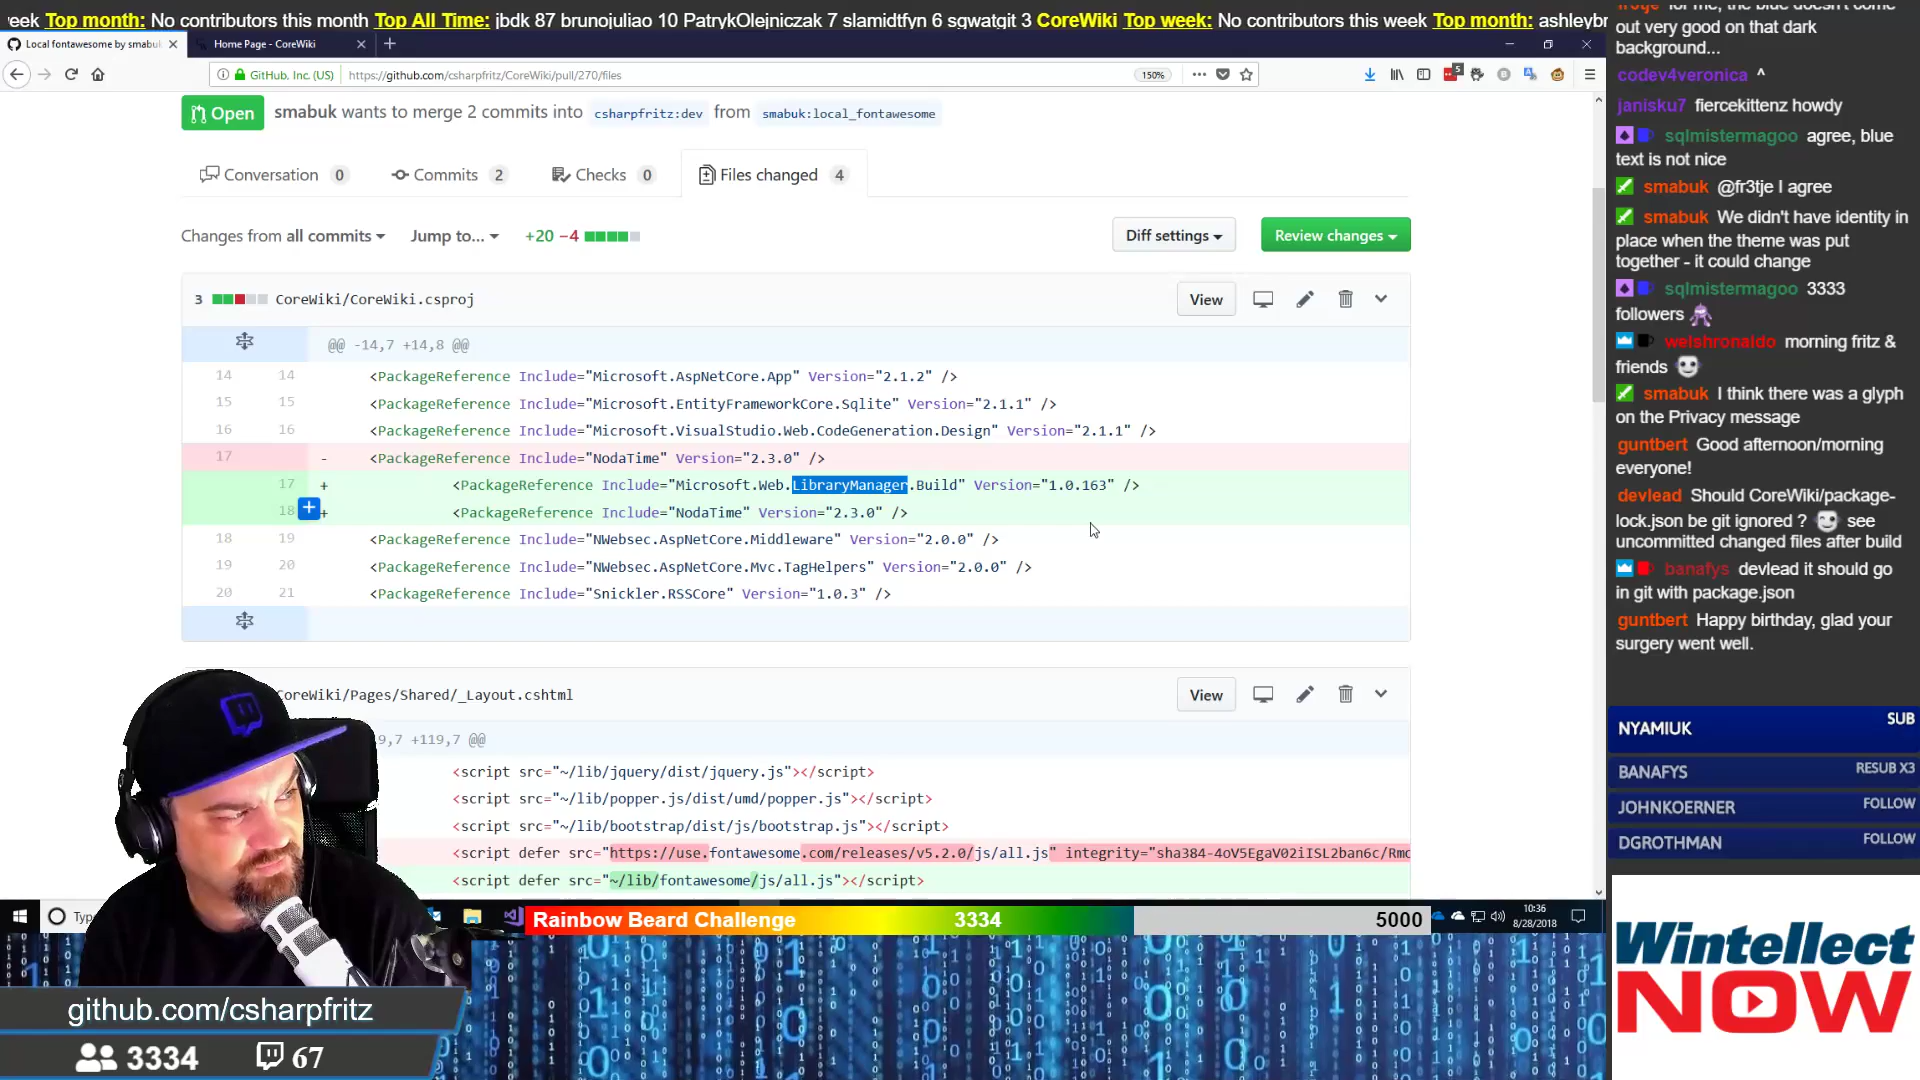 eek Top month: No contributors this month Top All Time: jbdk 87 brunojuliao 10 PatrykOlejniczak 7 slamidtfyn 6 sqwatgit 3 CoreWiki Top week: No contributors this week Top month: ashleybr
Local fontawesome by smabuk
Home Page - CoreWiki
GitHub, Inc. (US)
https://github.com/csharpfritz/CoreWiki/pull/270/files
150%
5
Open
smabuk wants to merge 2 commits into csharpfritz:dev from smabuk:local_fontawesome
Conversation 0
Commits 2
Checks 0
Files changed 4
Changes from all commits
Jump to...
+20 −4
Diff settings
Review changes
3 CoreWiki/CoreWiki.csproj
View
@@ -14,7 +14,8 @@
14 14 <PackageReference Include="Microsoft.AspNetCore.App" Version="2.1.2" />
15 15 <PackageReference Include="Microsoft.EntityFrameworkCore.Sqlite" Version="2.1.1" />
16 16 <PackageReference Include="Microsoft.VisualStudio.Web.CodeGeneration.Design" Version="2.1.1" />
17 - <PackageReference Include="NodaTime" Version="2.3.0" />
17 + <PackageReference Include="Microsoft.Web.LibraryManager.Build" Version="1.0.163" />
18 + <PackageReference Include="NodaTime" Version="2.3.0" />
18 19 <PackageReference Include="NWebsec.AspNetCore.Middleware" Version="2.0.0" />
19 20 <PackageReference Include="NWebsec.AspNetCore.Mvc.TagHelpers" Version="2.0.0" />
20 21 <PackageReference Include="Snickler.RSSCore" Version="1.0.3" />
CoreWiki/Pages/Shared/_Layout.cshtml
View
9,7 +119,7 @@
<script src="~/lib/jquery/dist/jquery.js"></script>
<script src="~/lib/popper.js/dist/umd/popper.js"></script>
<script src="~/lib/bootstrap/dist/js/bootstrap.js"></script>
<script defer src="https://use.fontawesome.com/releases/v5.2.0/js/all.js" integrity="sha384-4oV5EgaV02iISL2ban6c/Rmo
<script defer src="~/lib/fontawesome/js/all.js"></script>
fr3tje for me, the blue doesn't come
out very good on that dark
background...
codev4veronica ^
janisku7 fiercekittenz howdy
sqlmistermagoo agree, blue
text is not nice
smabuk @fr3tje I agree
smabuk We didn't have identity in
place when the theme was put
together - it could change
sqlmistermagoo 3333
followers
welshronaldo morning fritz &
friends
smabuk I think there was a glyph
on the Privacy message
guntbert Good afternoon/morning
everyone!
devlead Should CoreWiki/package-
lock.json be git ignored ? see
uncommitted changed files after build
banafys devlead it should go
in git with package.json
guntbert Happy birthday, glad your
surgery went well.
NYAMIUK SUB
BANAFYS RESUB X3
JOHNKOERNER FOLLOW
DGROTHMAN FOLLOW
Type
Rainbow Beard Challenge 3334 5000
10:36
8/28/2018
github.com/csharpfritz
3334 67
Wintellect
NOW